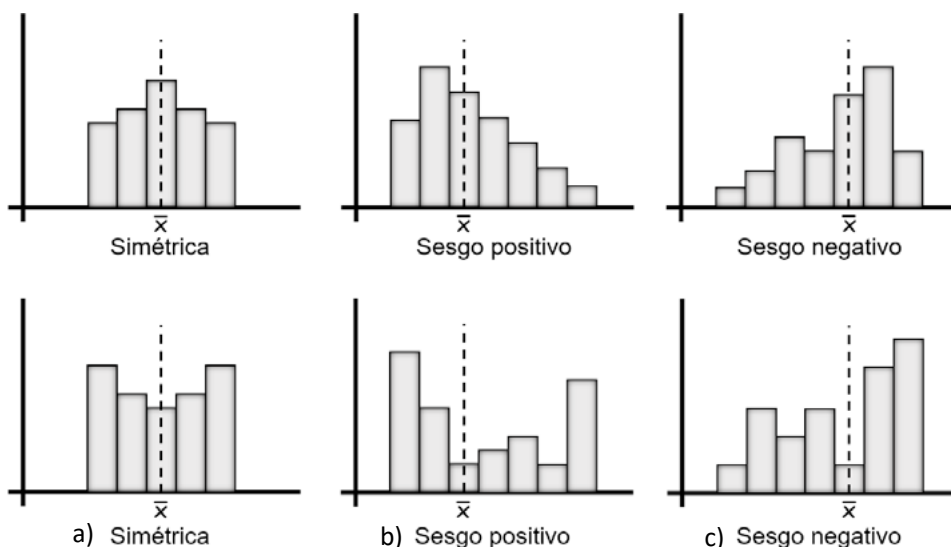 x̄ x̄ x̄
Simétrica Sesgo positivo Sesgo negativo
x̄ x̄ x̄
a) Simétrica b) Sesgo positivo c) Sesgo negativo